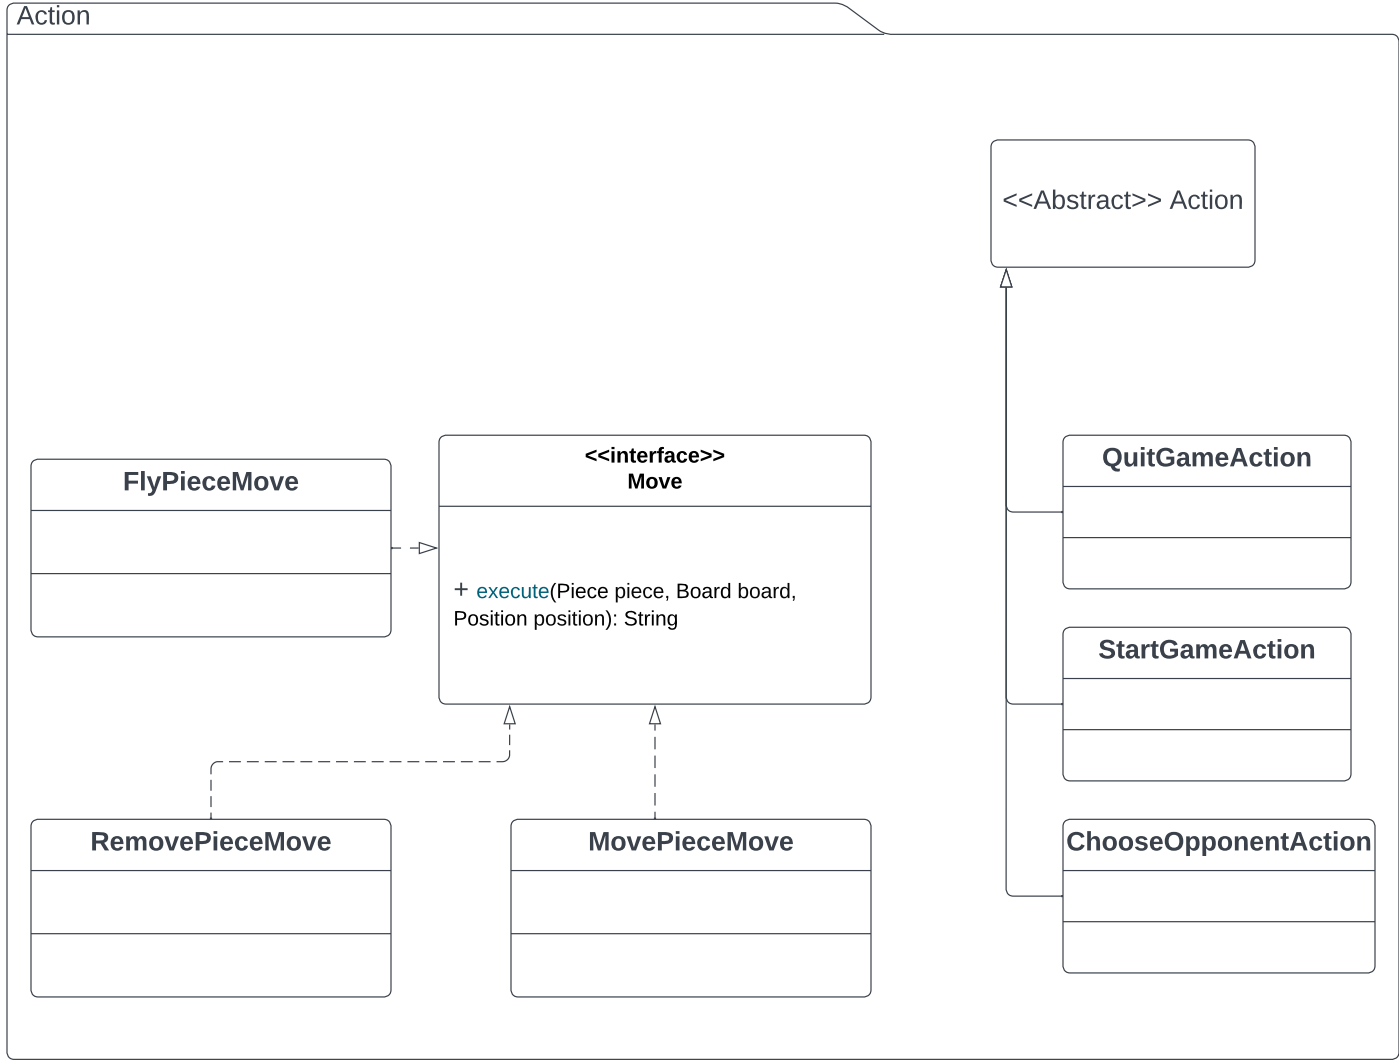 Action
<<Abstract>> Action
FlyPieceMove
<<interface>>
Move
+ execute(Piece piece, Board board,
Position position): String
QuitGameAction
StartGameAction
RemovePieceMove
MovePieceMove
ChooseOpponentAction